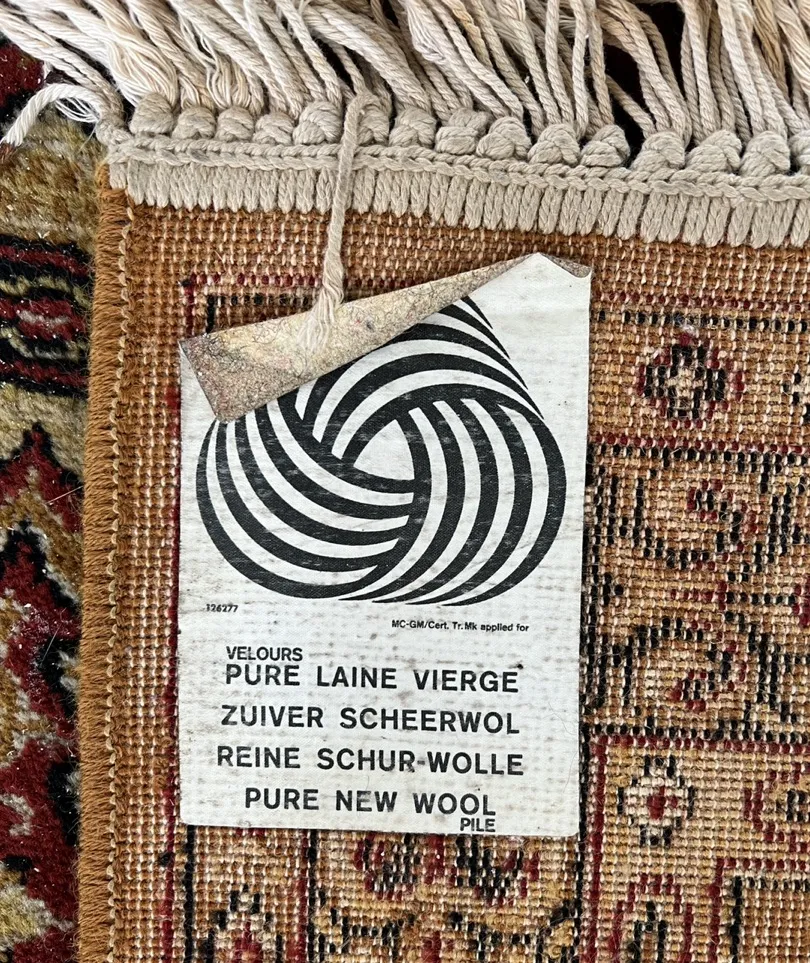 126277
MC-GM/Cert. Tr. Mk applied for
VELOURS
PURE LAINE VIERGE
ZUIVER SCHEERWOL
REINE SCHUR-WOLLE
PURE NEW WOOL
PILE